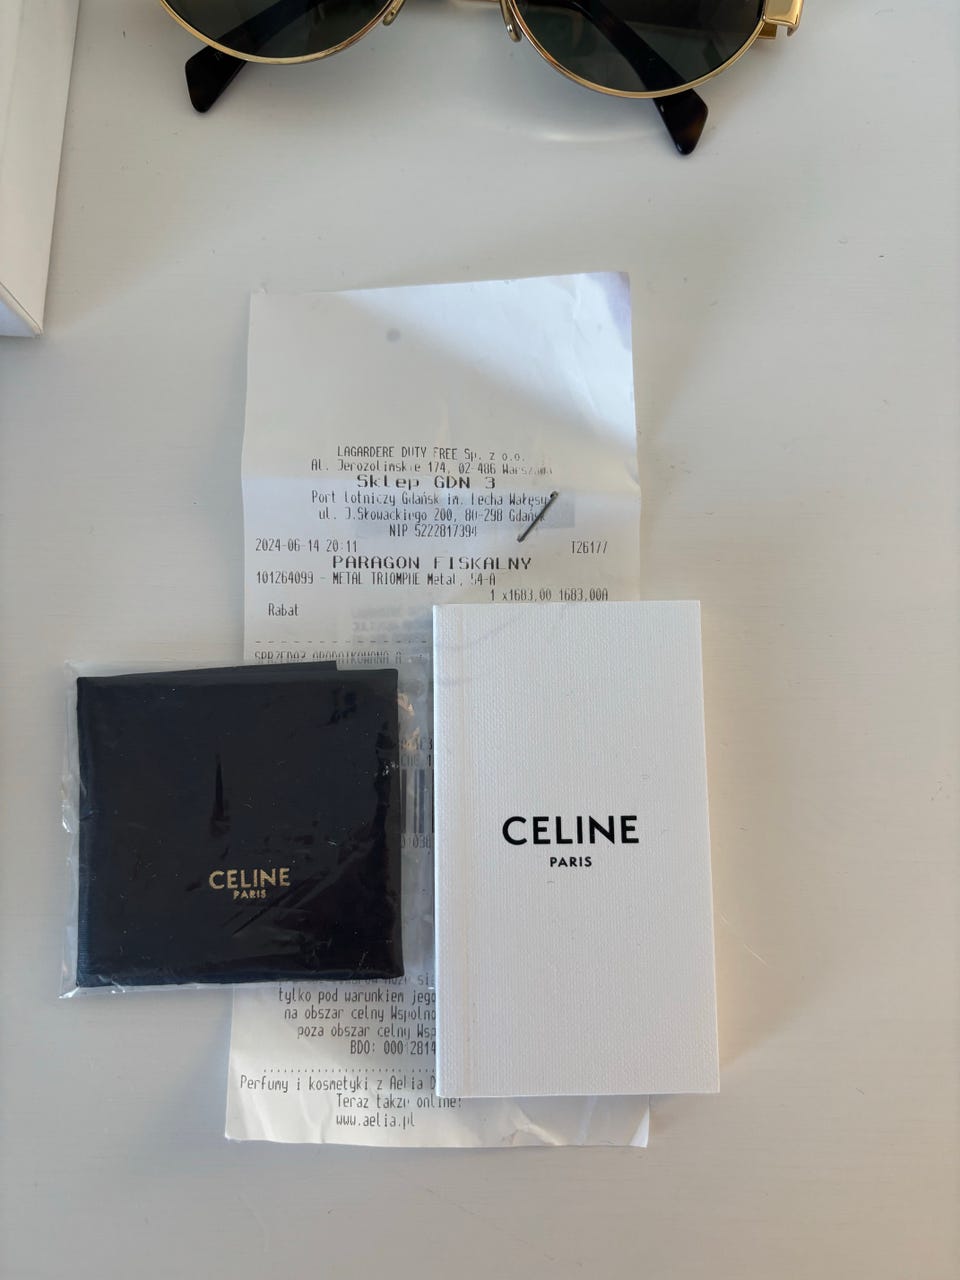 LAGARDERE DUTY FREE Sp. z o.o.
Al. Jerozolimskie 174, 02-486 Warszawa
Sklep GDN 3
Port lotniczy Gdańsk im. Lecha Wałęsy
ul. J.Słowackiego 200, 80-298 Gdańsk
NIP 5222817394
2024-06-14 20:11 T26177
PARAGON FISKALNY
101264099 - METAL TRIOMPHE Metal, 54-A
1 x1683,00 1683,00A
Rabat
SPRZEDAŻ OPODATKOWANA A
CELINE
PARIS
CELINE
PARIS
tylko pod warunkiem jego
na obszar celny Wspólno
poza obszar celny Wsp
BDO: 000 2814
Perfumy i kosmetyki z Aelia D
Teraz także online!
www.aelia.pl